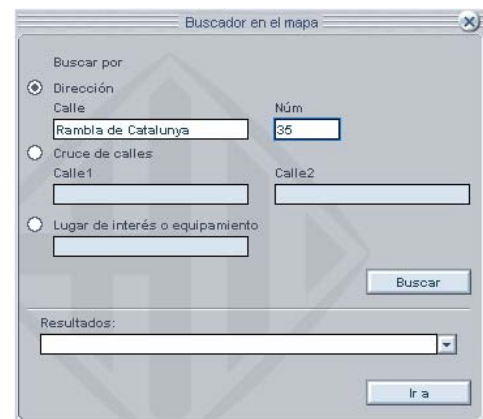 Buscador en el mapa
Buscar por
Dirección
Calle Núm
Rambla de Catalunya 35
Cruce de calles
Calle1 Calle2
Lugar de interés o equipamiento
Buscar
Resultados:
Ir a